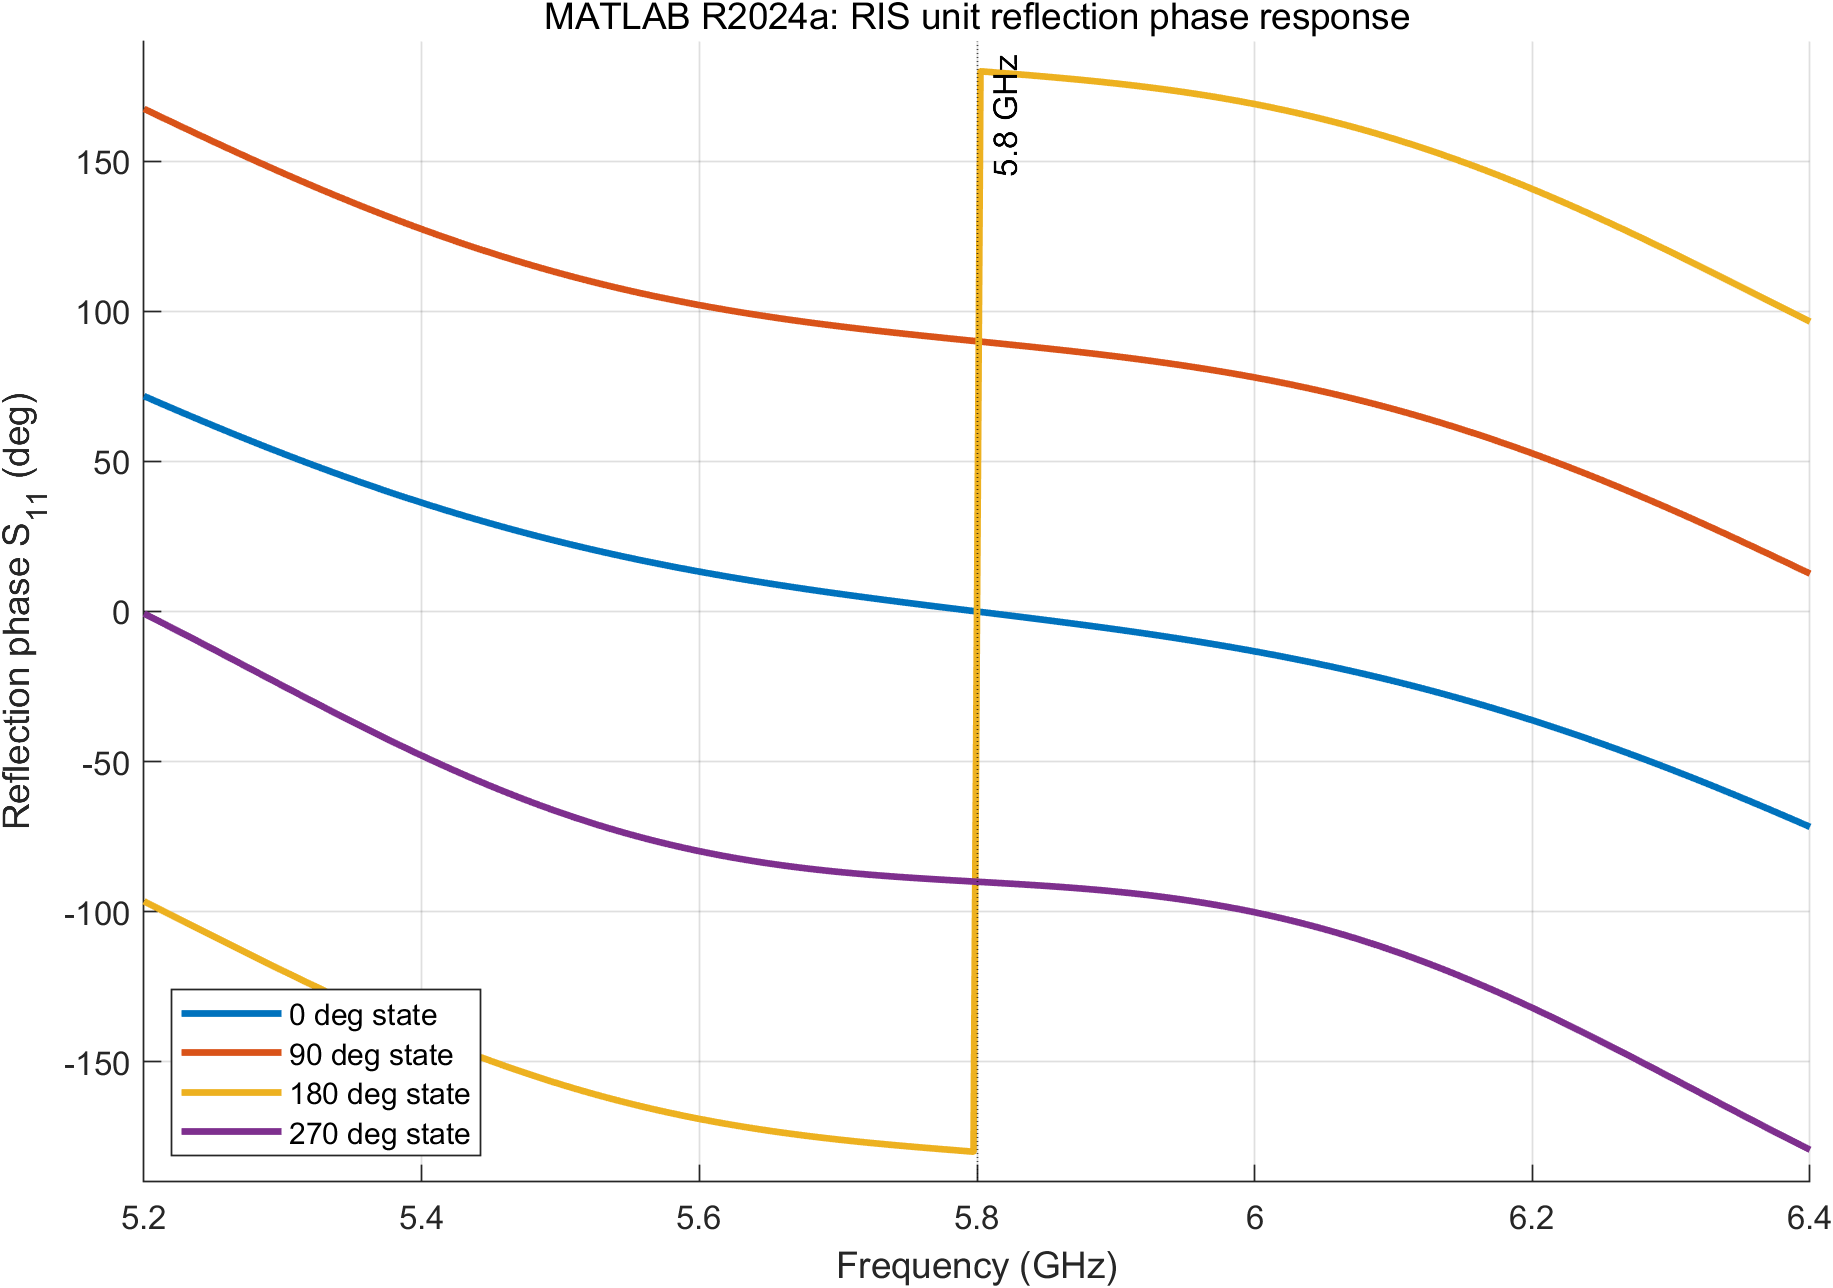 MATLAB R2024a: RIS unit reflection phase response
5.8 GHz
Reflection phase S11 (deg)
150
100
50
0
-50
-100
-150
0 deg state
90 deg state
180 deg state
270 deg state
5.2
5.4
5.6
5.8
6
6.2
6.4
Frequency (GHz)